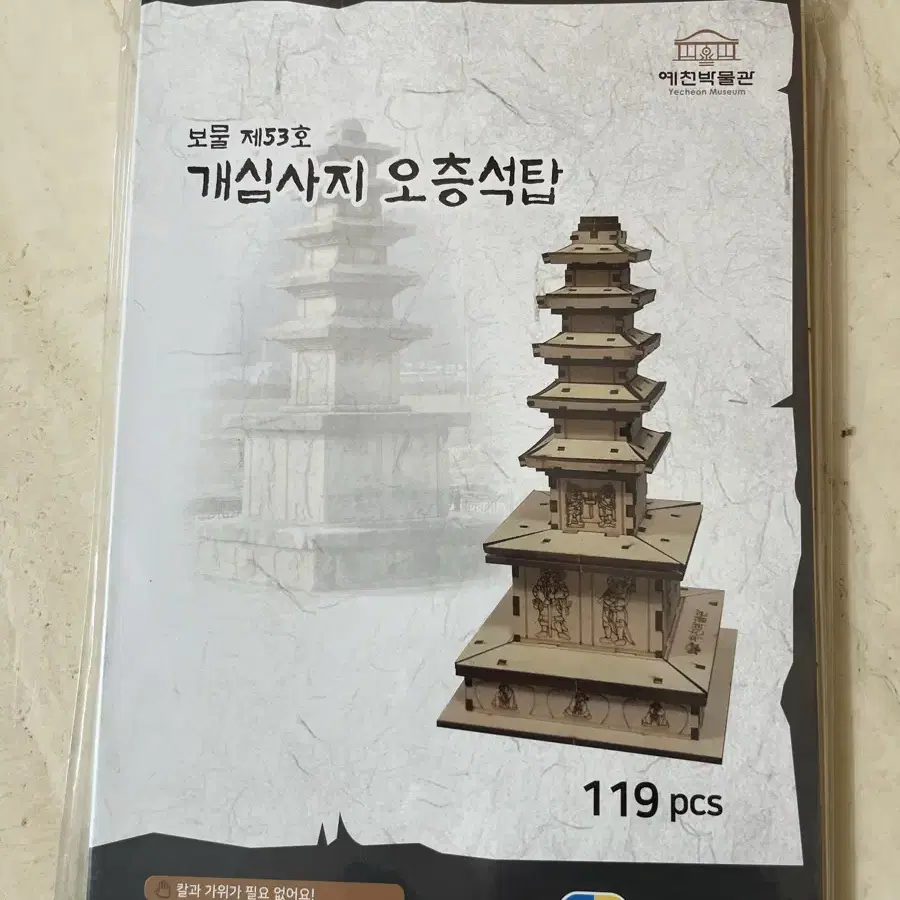 예천박물관
Yecheon Museum
보물 제53호
개심사지 오층석탑
119 pcs
칼과 가위가 필요 없어요!